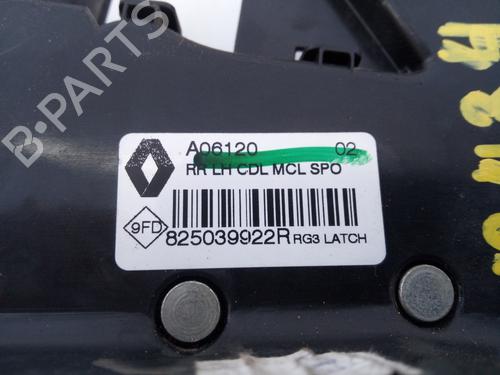 A06120 02
RR LH CDL MCL SPO
9FD
825039922R RG3 LATCH
B-PARTS